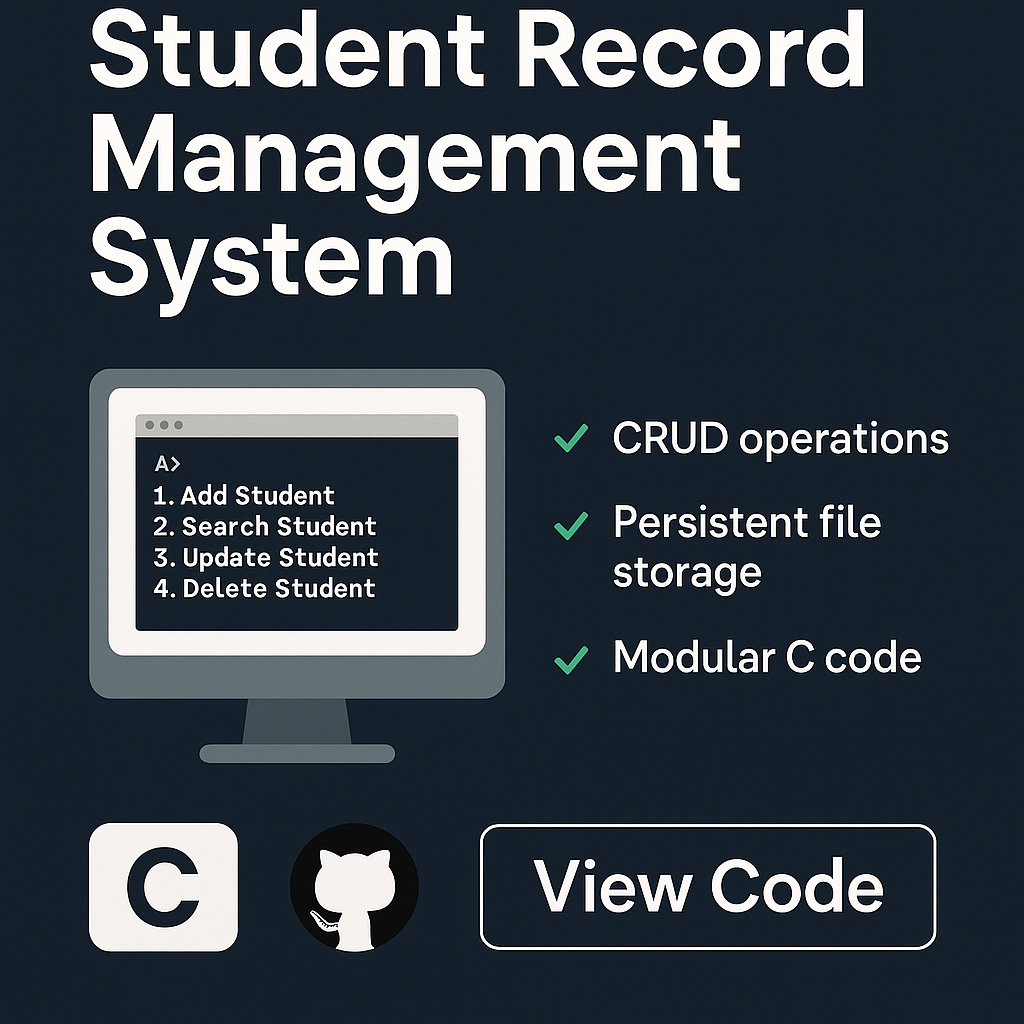 Student Record
Management
System
A>
1. Add Student
2. Search Student
3. Update Student
4. Delete Student
CRUD operations
Persistent file
storage
Modular C code
C
View Code